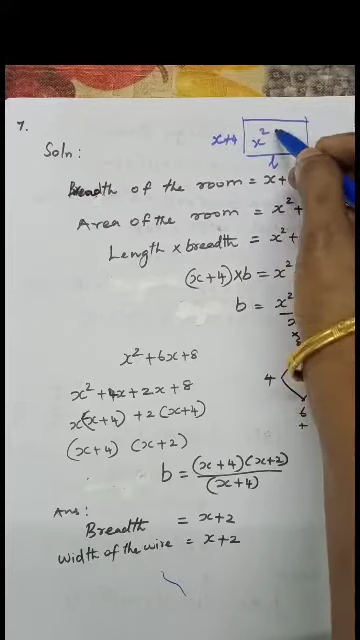 7.
x+4 x²
l
Soln:
Breadth of the room = x+
Area of the room = x²+
Length x breadth = x²+
(x+4) x b = x²
b = x²
x²+6x+8
x²+4x+2x+8
4
x(x+4) + 2(x+4)
6
+
(x+4) (x+2)
b = (x+4)(x+2)
(x+4)
Ans:
Breadth = x+2
Width of the wire = x+2